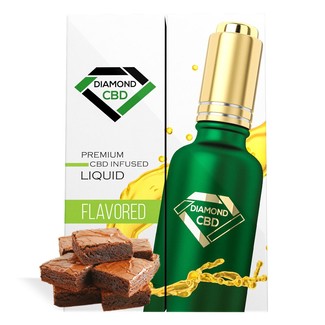 DIAMOND
CBD
PREMIUM
CBD INFUSED
LIQUID
FLAVORED
DIAMOND
CBD